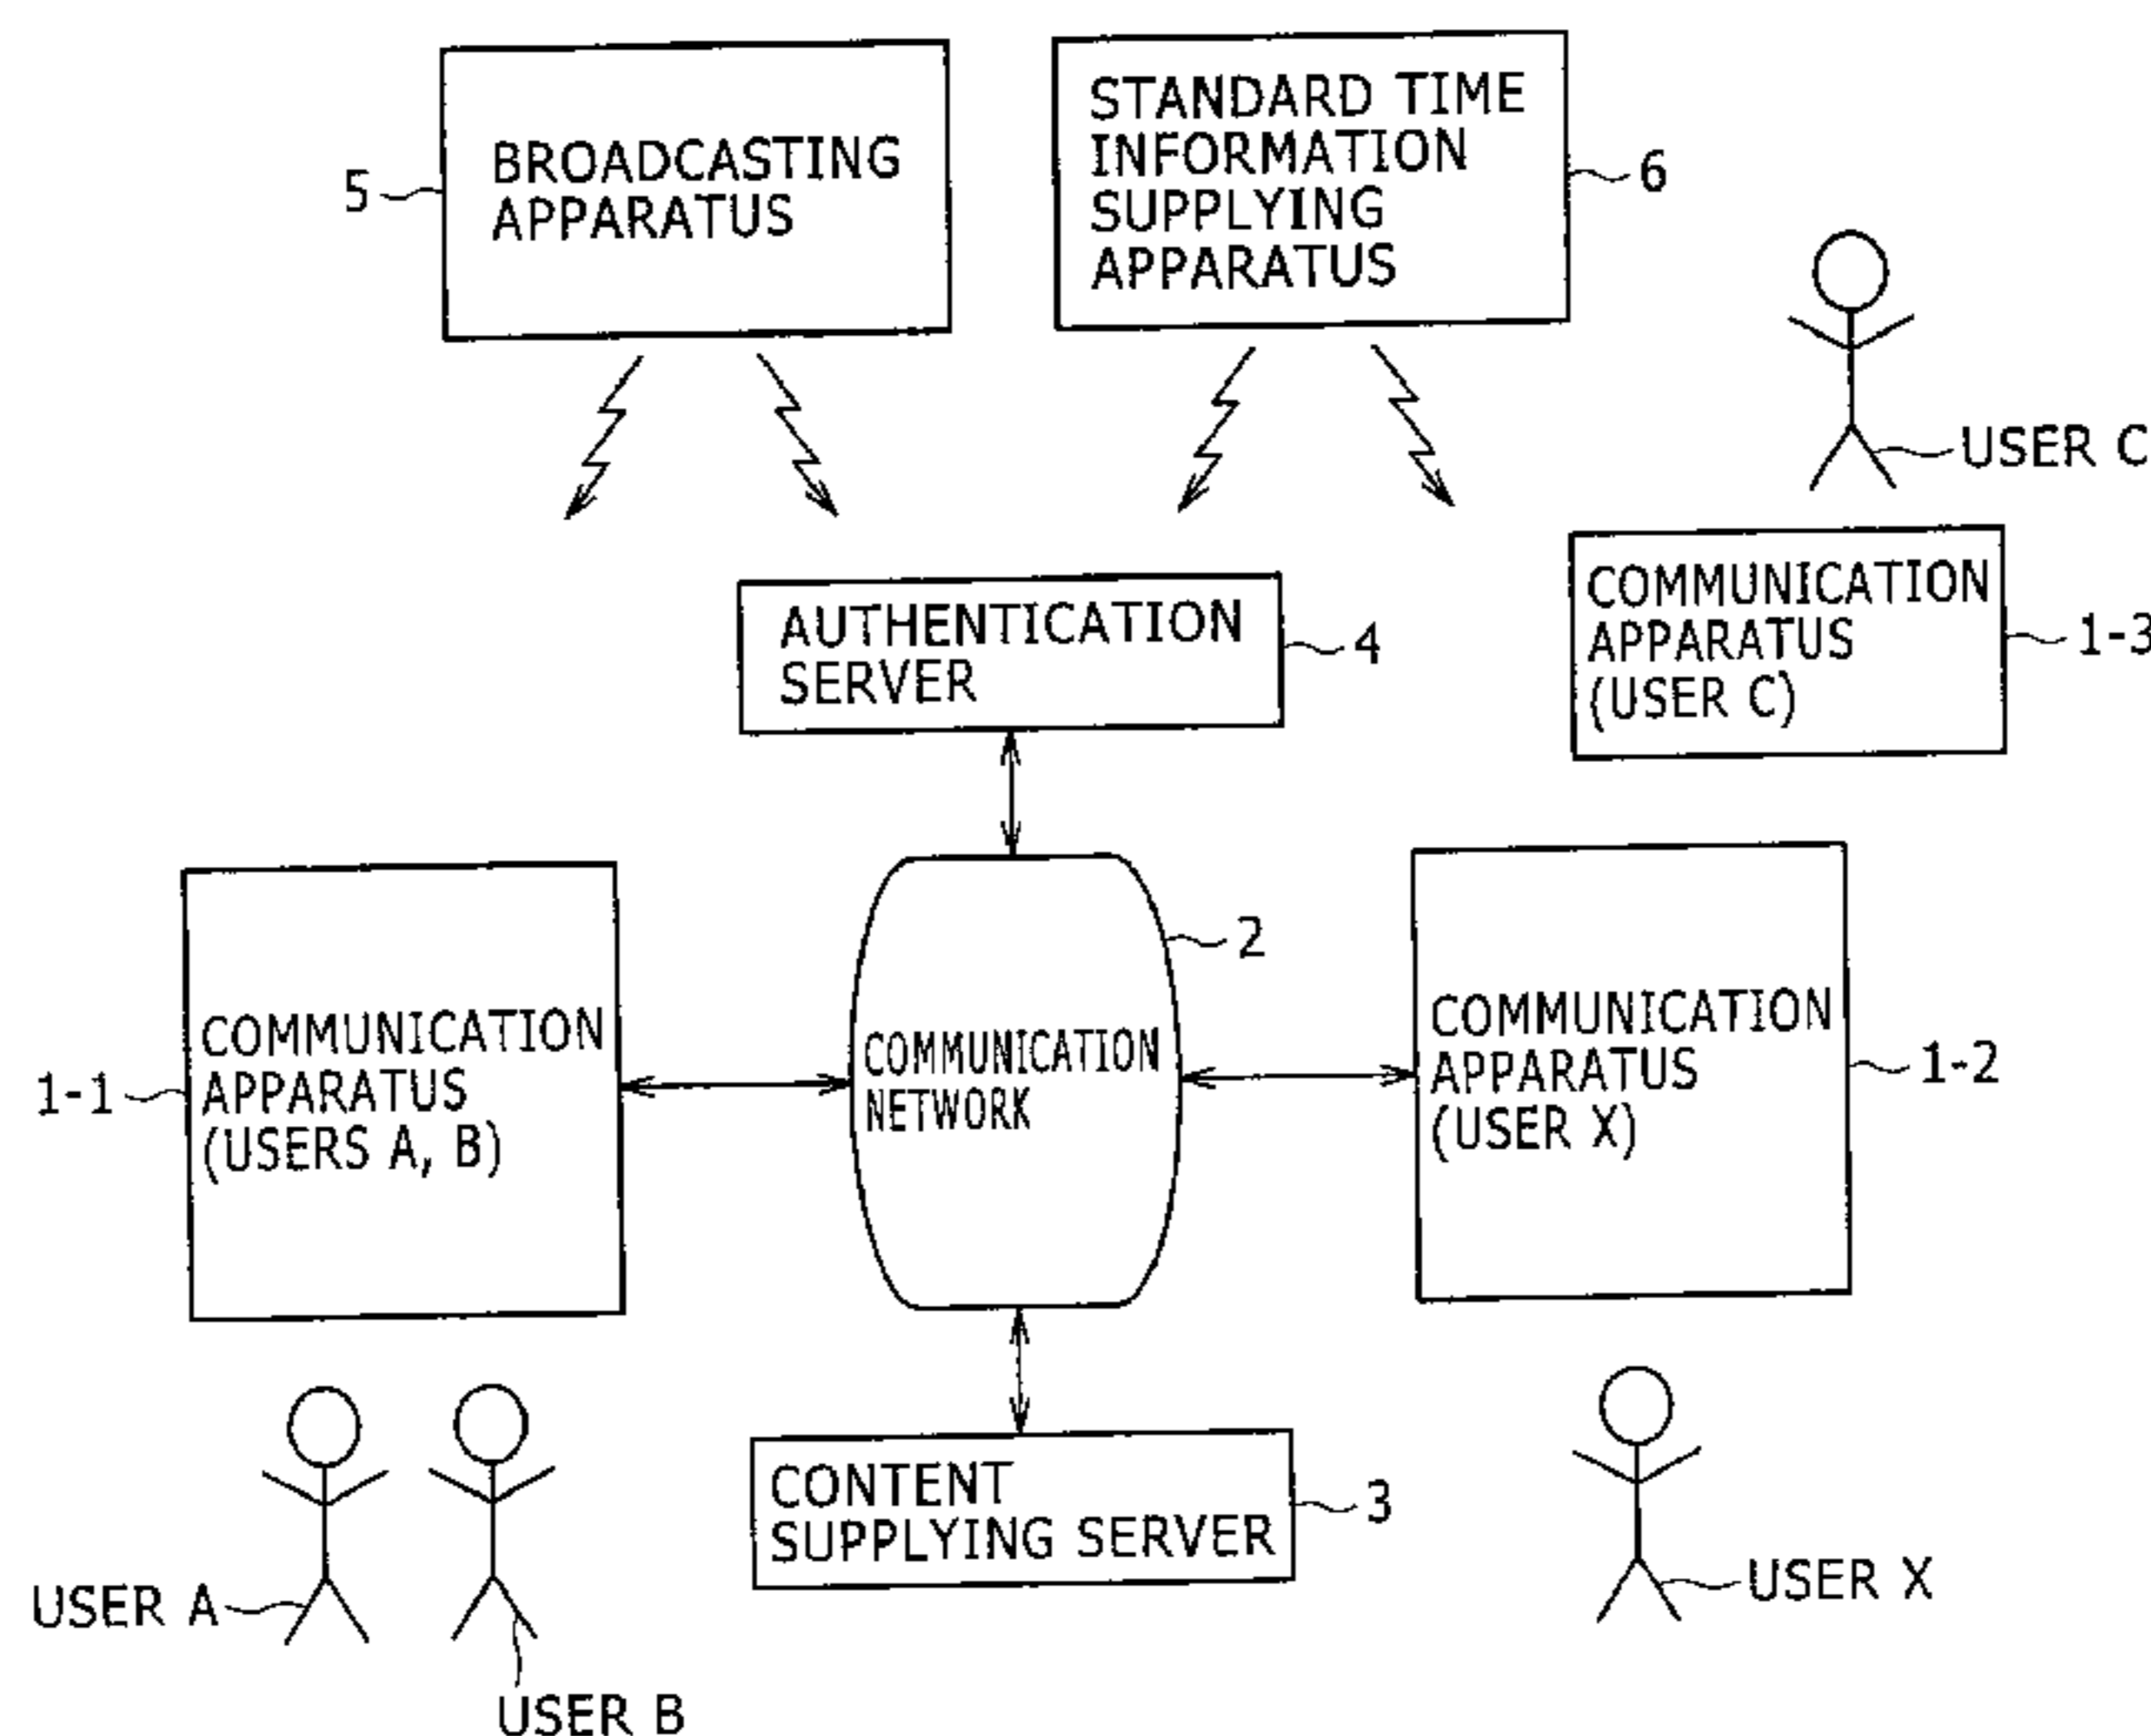 BROADCASTING
APPARATUS
5
STANDARD TIME
INFORMATION
SUPPLYING
APPARATUS
6
USER C
AUTHENTICATION
SERVER
4
COMMUNICATION
APPARATUS
(USER C)
1-3
COMMUNICATION
APPARATUS
(USERS A, B)
1-1
COMMUNICATION
NETWORK
2
COMMUNICATION
APPARATUS
(USER X)
1-2
CONTENT
SUPPLYING SERVER
3
USER A
USER B
USER X